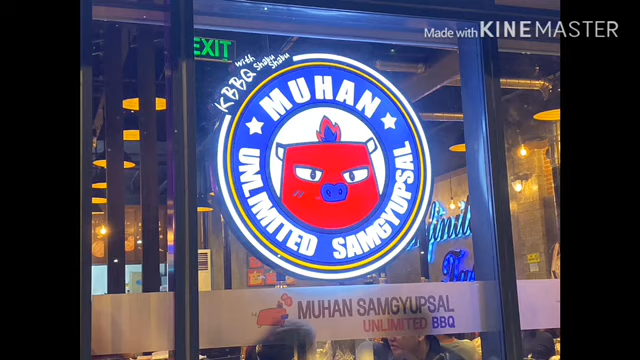 Made with KINEMASTER
EXIT
KBBQ with Shabu Shabu
MUHAN
UNLIMITED SAMGYUPSAL
MUHAN SAMGYUPSAL
UNLIMITED BBQ